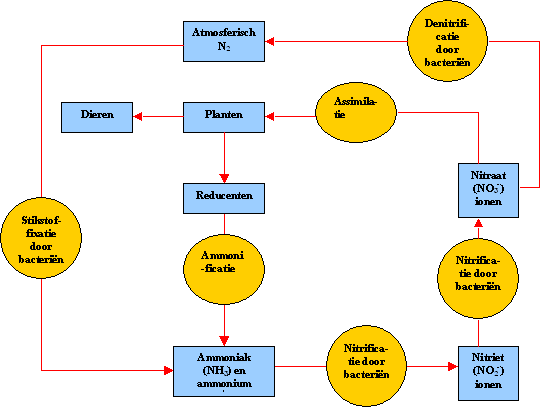 Atmosferisch
N2
Denitrifi-
catie
door
bacteriën
Dieren
Planten
Assimila-
tie
Nitraat
(NO3-)
ionen
Reducenten
Stikstof-
fixatie
door
bacteriën
Ammoni
-ficatie
Nitrifica-
tie door
bacteriën
Ammoniak
(NH3) en
ammonium
Nitrifica-
tie door
bacteriën
Nitriet
(NO2-)
ionen